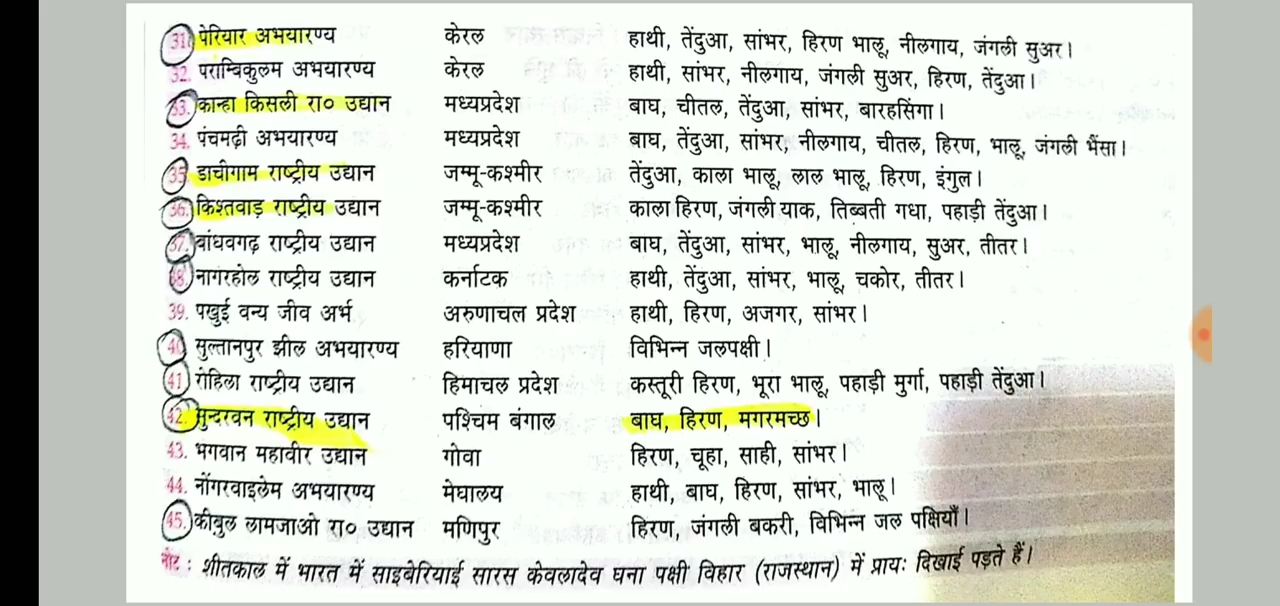 31. पेरियार अभयारण्य केरल हाथी, तेंदुआ, सांभर, हिरण भालू, नीलगाय, जंगली सुअर।
32. पराम्विकुलम अभयारण्य केरल हाथी, सांभर, नीलगाय, जंगली सुअर, हिरण, तेंदुआ।
33. कान्हा किसली रा० उद्यान मध्यप्रदेश बाघ, चीतल, तेंदुआ, सांभर, बारहसिंगा।
34. पंचमढ़ी अभयारण्य मध्यप्रदेश बाघ, तेंदुआ, सांभर, नीलगाय, चीतल, हिरण, भालू, जंगली भैंसा।
35. डाचीगाम राष्ट्रीय उद्यान जम्मू-कश्मीर तेंदुआ, काला भालू, लाल भालू, हिरण, इंगुल।
36. किश्तवाड़ राष्ट्रीय उद्यान जम्मू-कश्मीर काला हिरण, जंगली याक, तिब्बती गधा, पहाड़ी तेंदुआ।
37. बांधवगढ़ राष्ट्रीय उद्यान मध्यप्रदेश बाघ, तेंदुआ, सांभर, भालू, नीलगाय, सुअर, तीतर।
38. नागरहोल राष्ट्रीय उद्यान कर्नाटक हाथी, तेंदुआ, सांभर, भालू, चकोर, तीतर।
39. पखुई वन्य जीव अर्भ अरुणाचल प्रदेश हाथी, हिरण, अजगर, सांभर।
40. सुल्तानपुर झील अभयारण्य हरियाणा विभिन्न जलपक्षी।
41. रोहिला राष्ट्रीय उद्यान हिमाचल प्रदेश कस्तूरी हिरण, भूरा भालू, पहाड़ी मुर्गा, पहाड़ी तेंदुआ।
42. सुन्दरवन राष्ट्रीय उद्यान पश्चिम बंगाल बाघ, हिरण, मगरमच्छ।
43. भगवान महावीर उद्यान गोवा हिरण, चूहा, साही, सांभर।
44. नोंगरवाइलेम अभयारण्य मेघालय हाथी, बाघ, हिरण, सांभर, भालू।
45. कीबुल लामजाओ रा० उद्यान मणिपुर हिरण, जंगली बकरी, विभिन्न जल पक्षियाँ।
नोट : शीतकाल में भारत में साइबेरियाई सारस केवलादेव घना पक्षी विहार (राजस्थान) में प्रायः दिखाई पड़ते हैं।